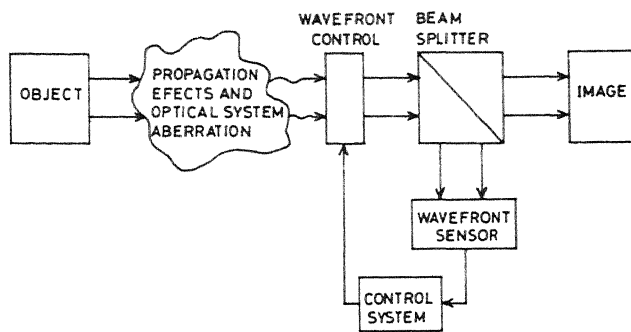 WAVEFRONT
CONTROL
BEAM
SPLITTER
OBJECT
PROPAGATION
EFECTS AND
OPTICAL SYSTEM
ABERRATION
IMAGE
WAVEFRONT
SENSOR
CONTROL
SYSTEM